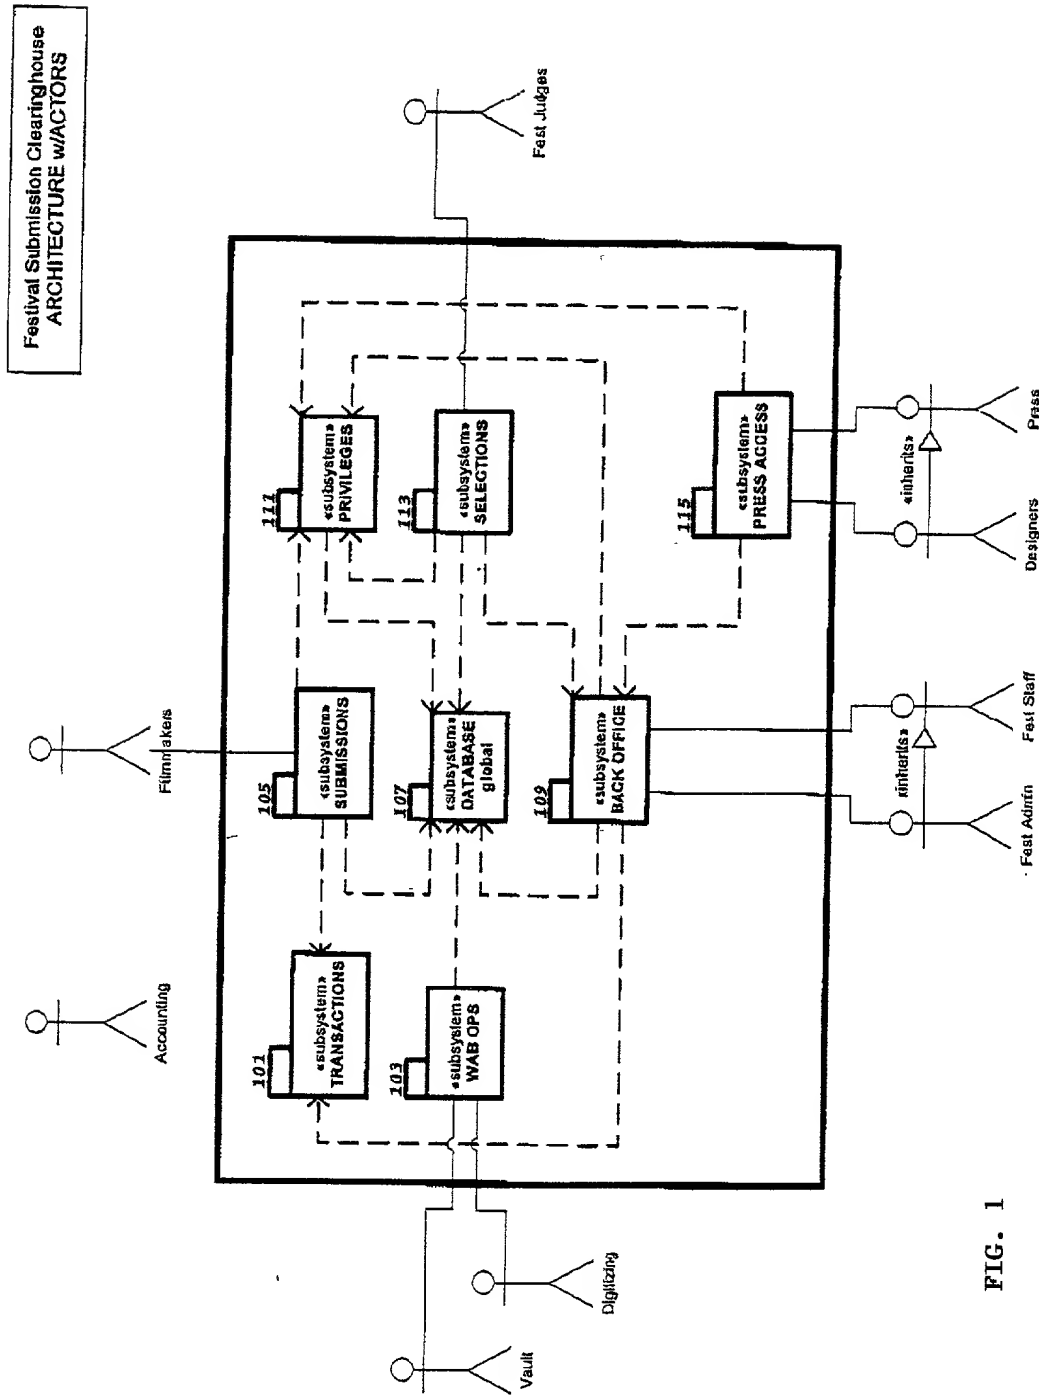 Festival Submission Clearinghouse
ARCHITECTURE w/ACTORS
Accounting
Filmmakers
101
«subsystem»
TRANSACTIONS
105
«subsystem»
SUBMISSIONS
111
«subsystem»
PRIVILEGES
Vault
Digitizing
103
«subsystem»
WAB OPS
107
«subsystem»
DATABASE
global
113
«subsystem»
SELECTIONS
Fest Judges
109
«subsystem»
BACK OFFICE
115
«subsystem»
PRESS ACCESS
«inherits»
«inherits»
Fest Admin
Fest Staff
Designers
Press
FIG. 1